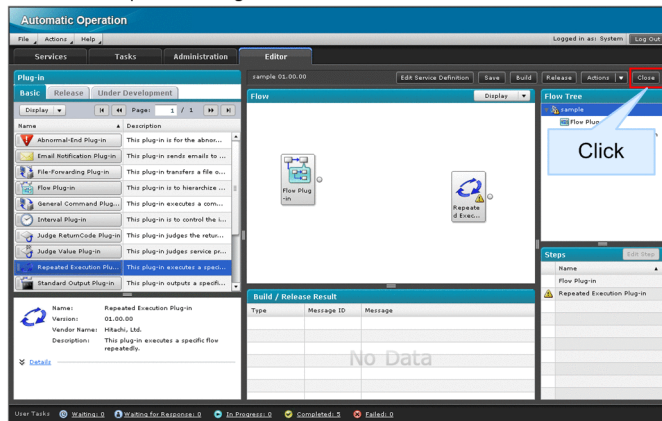 Automatic Operation
File Actions Help
Logged in as: System Log Out
Services Tasks Administration Editor
Plug-in
sample 01.00.00 Edit Service Definition Save Build Release Actions Close
Basic Release Under Development
Flow Display
Flow Tree
sample
Flow Plug
Click
Display Page: 1 / 1
Name Description
Abnormal-End Plug-in This plug-in is for the abnor...
Email Notification Plug-in This plug-in sends emails to ...
File-Forwarding Plug-in This plug-in transfers a file o...
Flow Plug-in This plug-in is to hierarchize ...
General Command Plug... This plug-in executes a com...
Interval Plug-in This plug-in is to control the i...
Judge ReturnCode Plug-in This plug-in judges the retur...
Judge Value Plug-in This plug-in judges service pr...
Repeated Execution Plu... This plug-in executes a speci...
Standard Output Plug-in This plug-in outputs a specifi...
Flow Plug
-in
Repeate
d Exec...
Steps Edit Step
Name
Flow Plug-in
Repeated Execution Plug-in
Name: Repeated Execution Plug-in
Version: 01.00.00
Vendor Name: Hitachi, Ltd.
Description: This plug-in executes a specific flow
repeatedly.
Details
Build / Release Result
Type Message ID Message
No Data
User Tasks Waiting: 0 Waiting for Response: 0 In Progress: 0 Completed: 5 Failed: 0